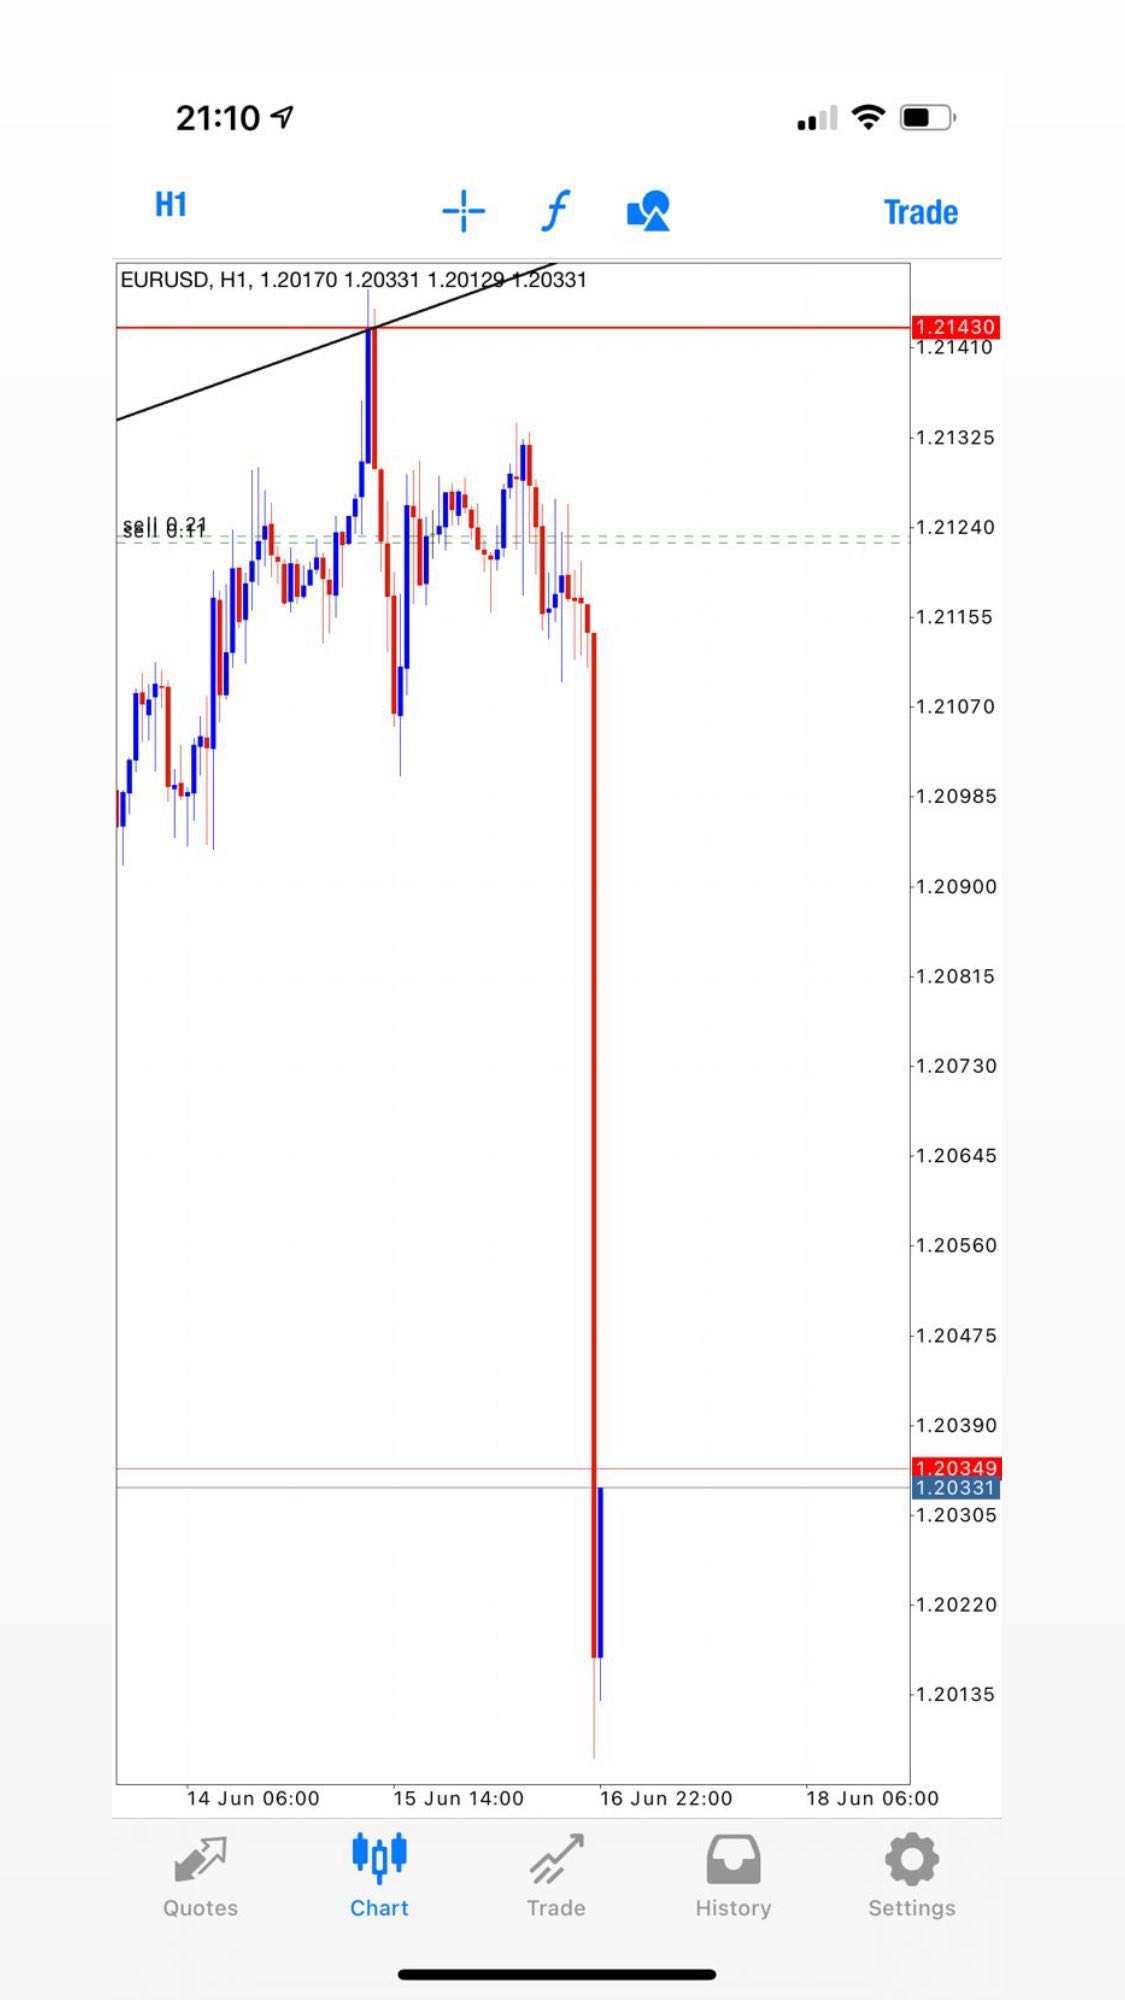 21:10
H1
Trade
EURUSD, H1, 1.20170 1.20331 1.20129 1.20331
1.21430
1.21410
1.21325
sell 0.21
sell 0.11
1.21240
1.21155
1.21070
1.20985
1.20900
1.20815
1.20730
1.20645
1.20560
1.20475
1.20390
1.20349
1.20331
1.20305
1.20220
1.20135
14 Jun 06:00 15 Jun 14:00 16 Jun 22:00 18 Jun 06:00
Quotes Chart Trade History Settings